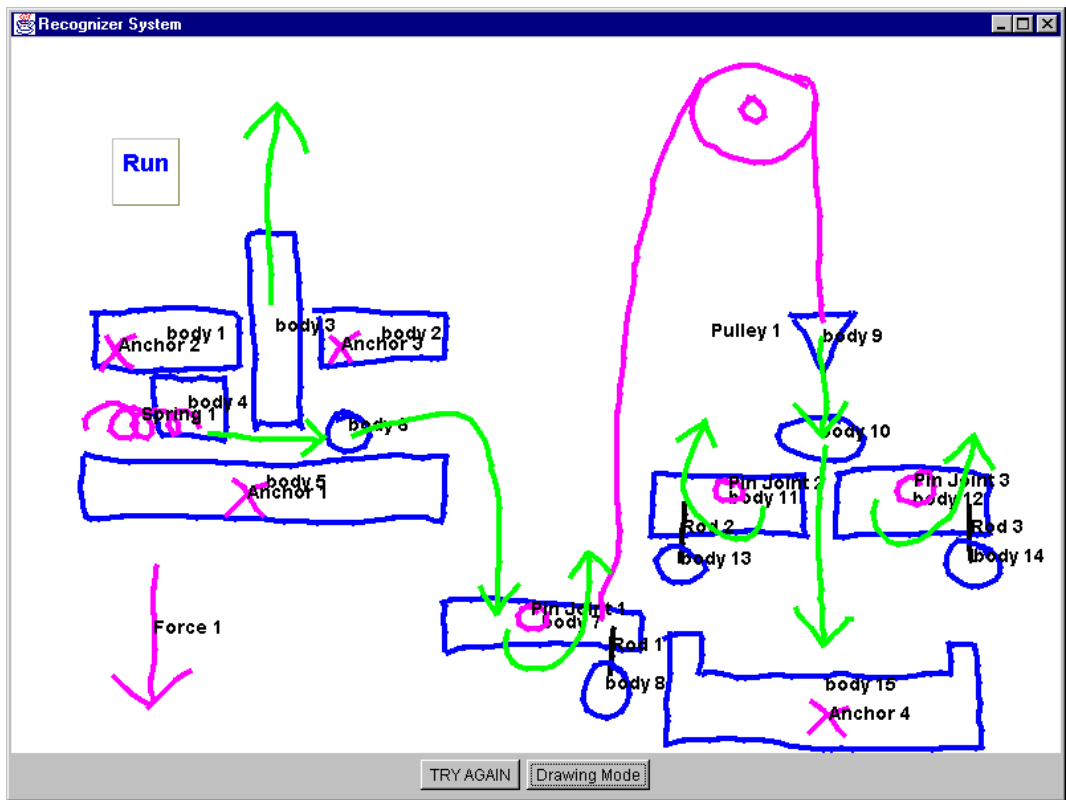 Recognizer System
Run
body 1
Anchor 2
body 3
body 2
Anchor 3
Pulley 1
body 9
body 4
Spring 1
body 6
body 10
body 5
Anchor 1
Pin Joint 2
body 11
Pin Joint 3
body 12
Rod 2
Rod 3
body 13
body 14
Force 1
Pin Joint 1
body 7
Rod 1
body 8
body 15
Anchor 4
TRY AGAIN
Drawing Mode